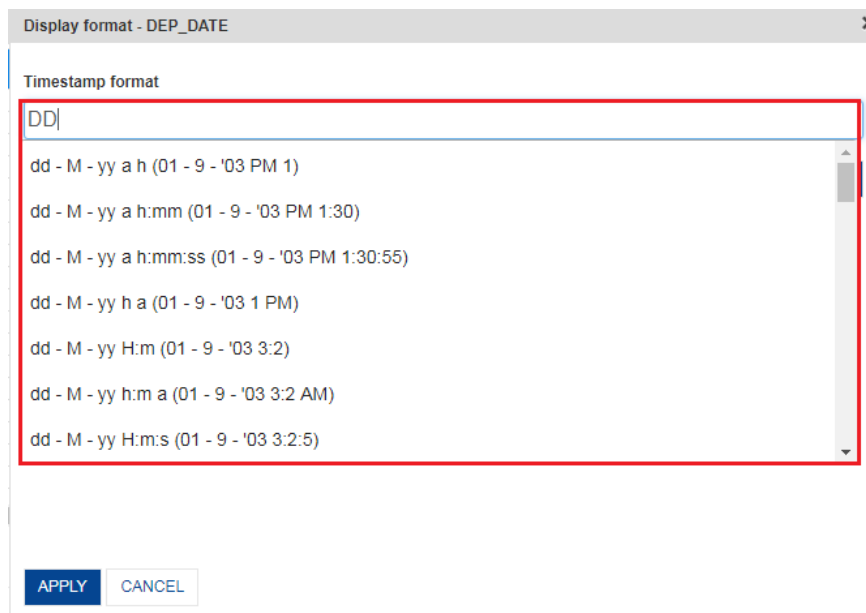 Display format - DEP_DATE
Timestamp format
DD
dd - M - yy a h (01 - 9 - '03 PM 1)
dd - M - yy a h:mm (01 - 9 - '03 PM 1:30)
dd - M - yy a h:mm:ss (01 - 9 - '03 PM 1:30:55)
dd - M - yy h a (01 - 9 - '03 1 PM)
dd - M - yy H:m (01 - 9 - '03 3:2)
dd - M - yy h:m a (01 - 9 - '03 3:2 AM)
dd - M - yy H:m:s (01 - 9 - '03 3:2:5)
APPLY CANCEL